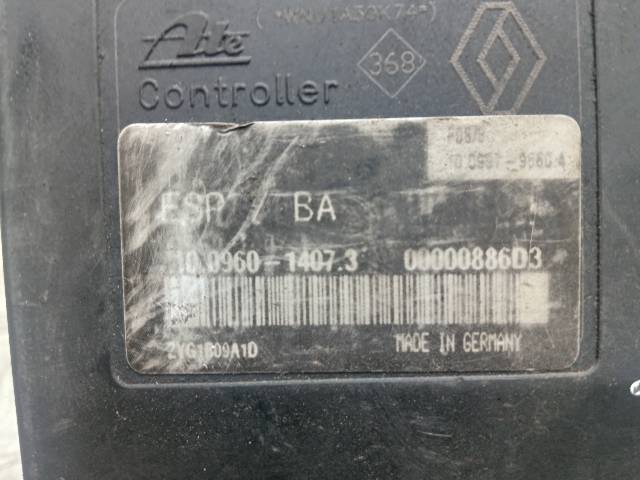 Ate
368
Controller
ESP / BA
10.0960-1407.3 00000886D3
MADE IN GERMANY